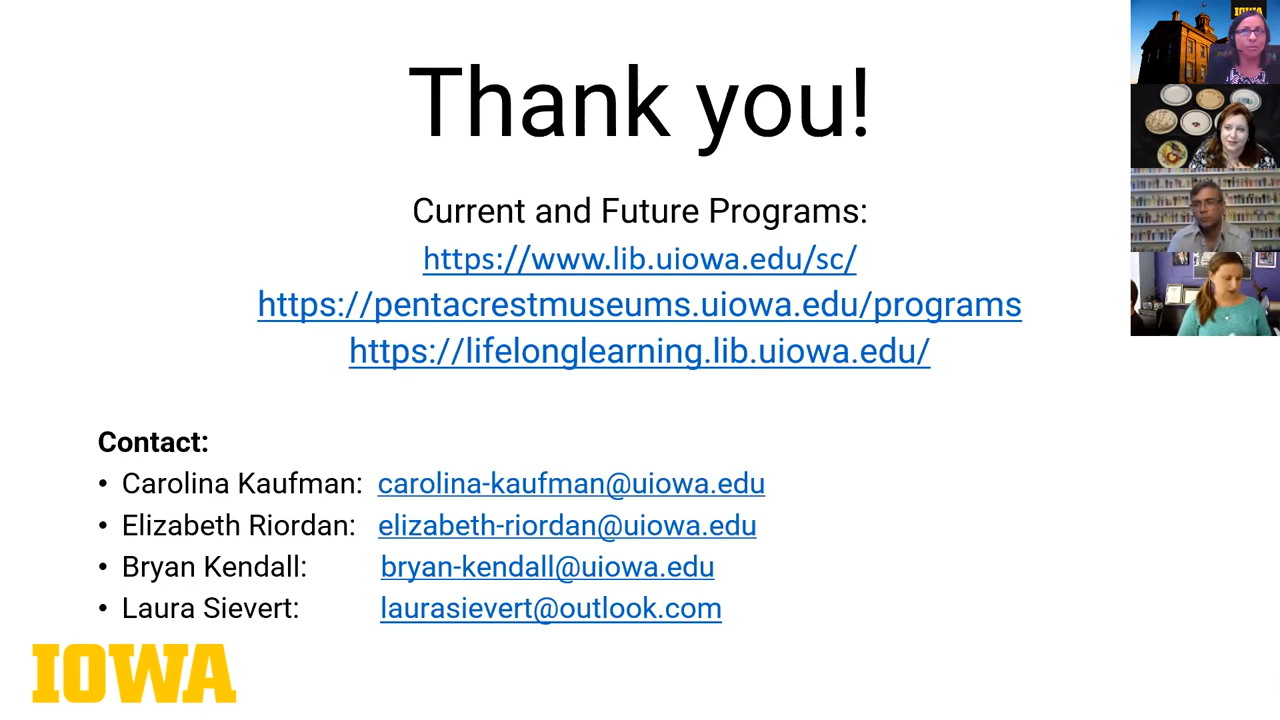 Thank you!
Current and Future Programs:
https://www.lib.uiowa.edu/sc/
https://pentacrestmuseums.uiowa.edu/programs
https://lifelonglearning.lib.uiowa.edu/
Contact:
• Carolina Kaufman: carolina-kaufman@uiowa.edu
• Elizabeth Riordan: elizabeth-riordan@uiowa.edu
• Bryan Kendall: bryan-kendall@uiowa.edu
• Laura Sievert: laurasievert@outlook.com
IOWA
IOWA